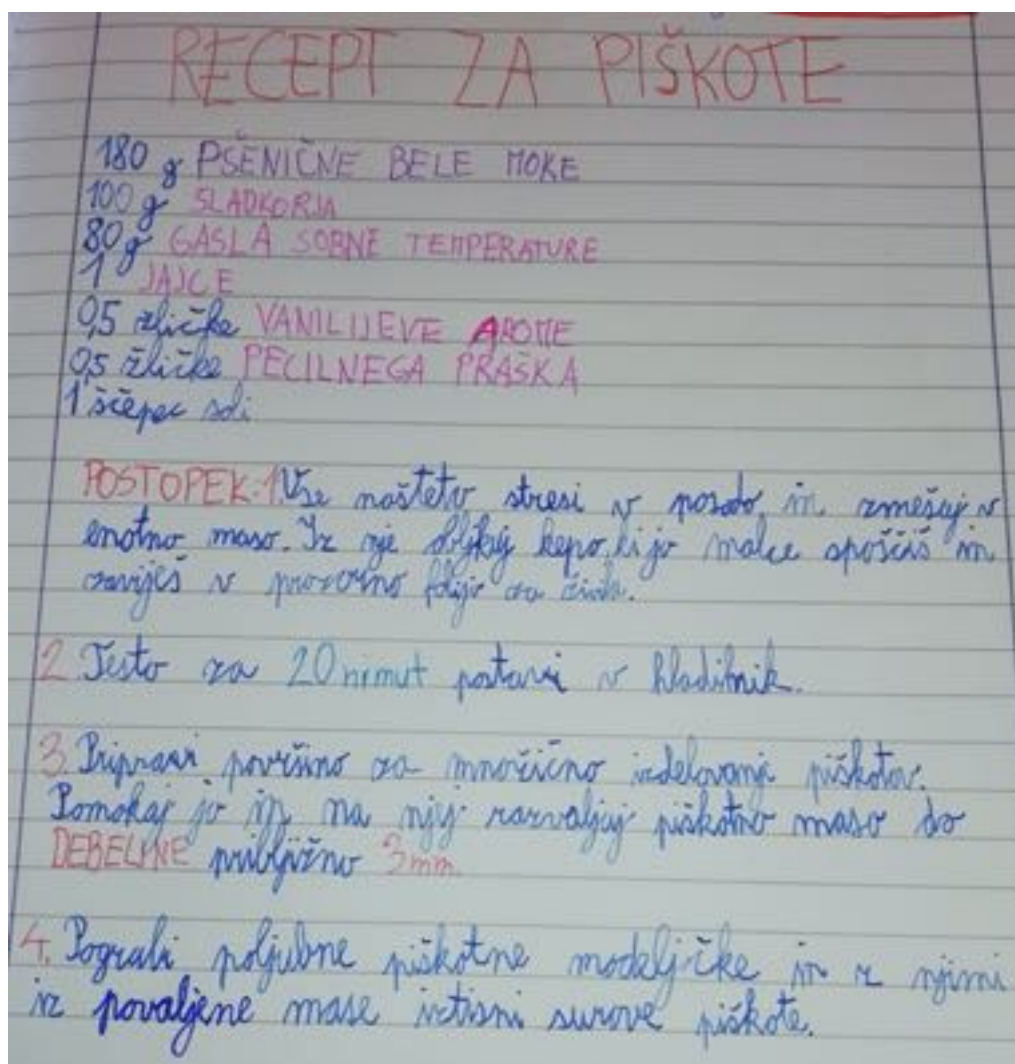 RECEPT ZA PIŠKOTE
180 g PŠENIČNE BELE MOKE
100 g SLADKORJA
80 g GASLA SOBNE TEMPERATURE
1 JAJCE
0,5 žličke VANILIJEVE AROME
0,5 žličke PECILNEGA PRAŠKA
1 ščepec soli
POSTOPEK: 1 Vse našteto stresi v posodo in zmešaj v
enotno maso. Iz nje oblikuj kepo, ki jo malce sploščiš in
zaviješ v prozorno folijo za živila.
2. Testo za 20 minut postavi v hladilnik.
3. Pripravi površino za množično izdelovanje piškotov.
Pomokaj jo in na njej razvaljaj piškotno maso do
DEBELINE približno 3mm.
4. Pograbi poljubne piškotne modeljčke in z njimi
iz povaljene mase iztisni surove piškote.